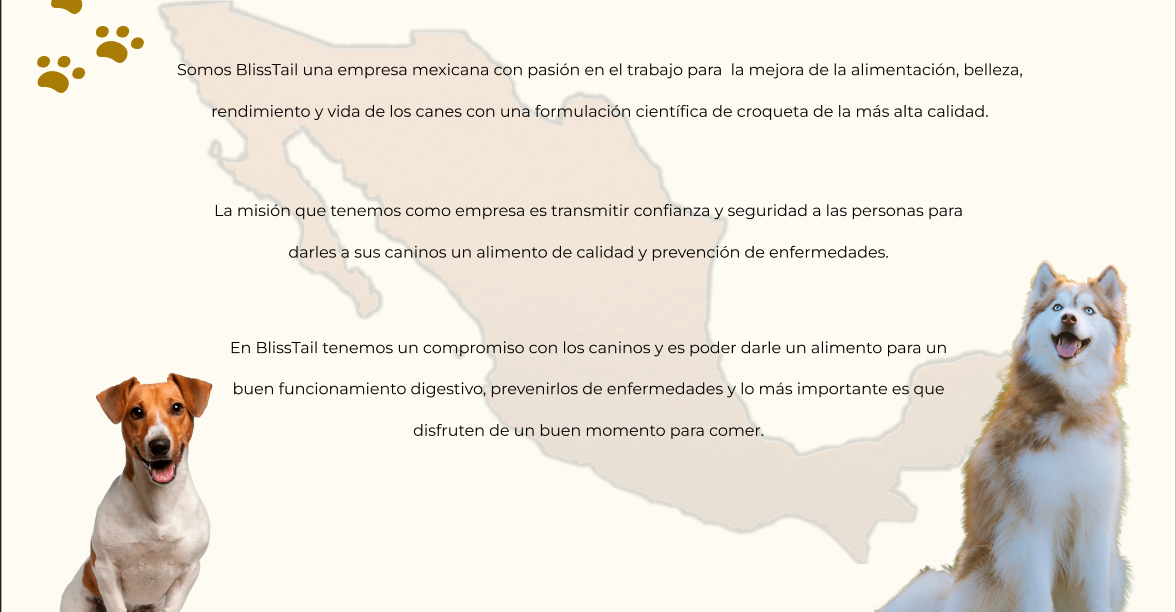 Somos BlissTail una empresa mexicana con pasión en el trabajo para  la mejora de la alimentación, belleza,
rendimiento y vida de los canes con una formulación científica de croqueta de la más alta calidad.
La misión que tenemos como empresa es transmitir confianza y seguridad a las personas para
darles a sus caninos un alimento de calidad y prevención de enfermedades.
En BlissTail tenemos un compromiso con los caninos y es poder darle un alimento para un
buen funcionamiento digestivo, prevenirlos de enfermedades y lo más importante es que
disfruten de un buen momento para comer.